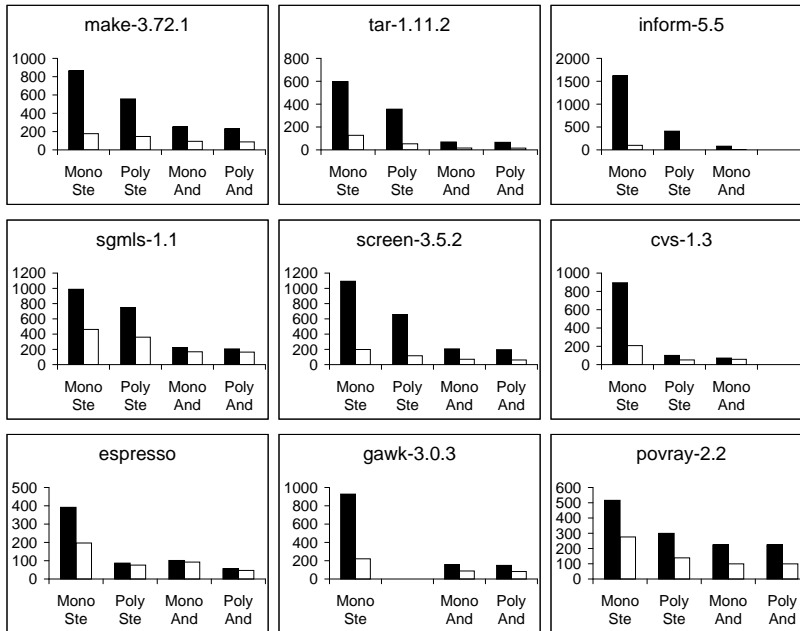 make-3.72.1
1000
800
600
400
200
0
Mono Poly Mono Poly
Ste Ste And And
tar-1.11.2
800
600
400
200
0
Mono Poly Mono Poly
Ste Ste And And
inform-5.5
2000
1500
1000
500
0
Mono Poly Mono
Ste Ste And
sgmls-1.1
1200
1000
800
600
400
200
0
Mono Poly Mono Poly
Ste Ste And And
screen-3.5.2
1200
1000
800
600
400
200
0
Mono Poly Mono Poly
Ste Ste And And
cvs-1.3
1000
800
600
400
200
0
Mono Poly Mono
Ste Ste And
espresso
500
400
300
200
100
0
Mono Poly Mono Poly
Ste Ste And And
gawk-3.0.3
1000
800
600
400
200
0
Mono Mono Poly
Ste And And
povray-2.2
600
500
400
300
200
100
0
Mono Poly Mono Poly
Ste Ste And And